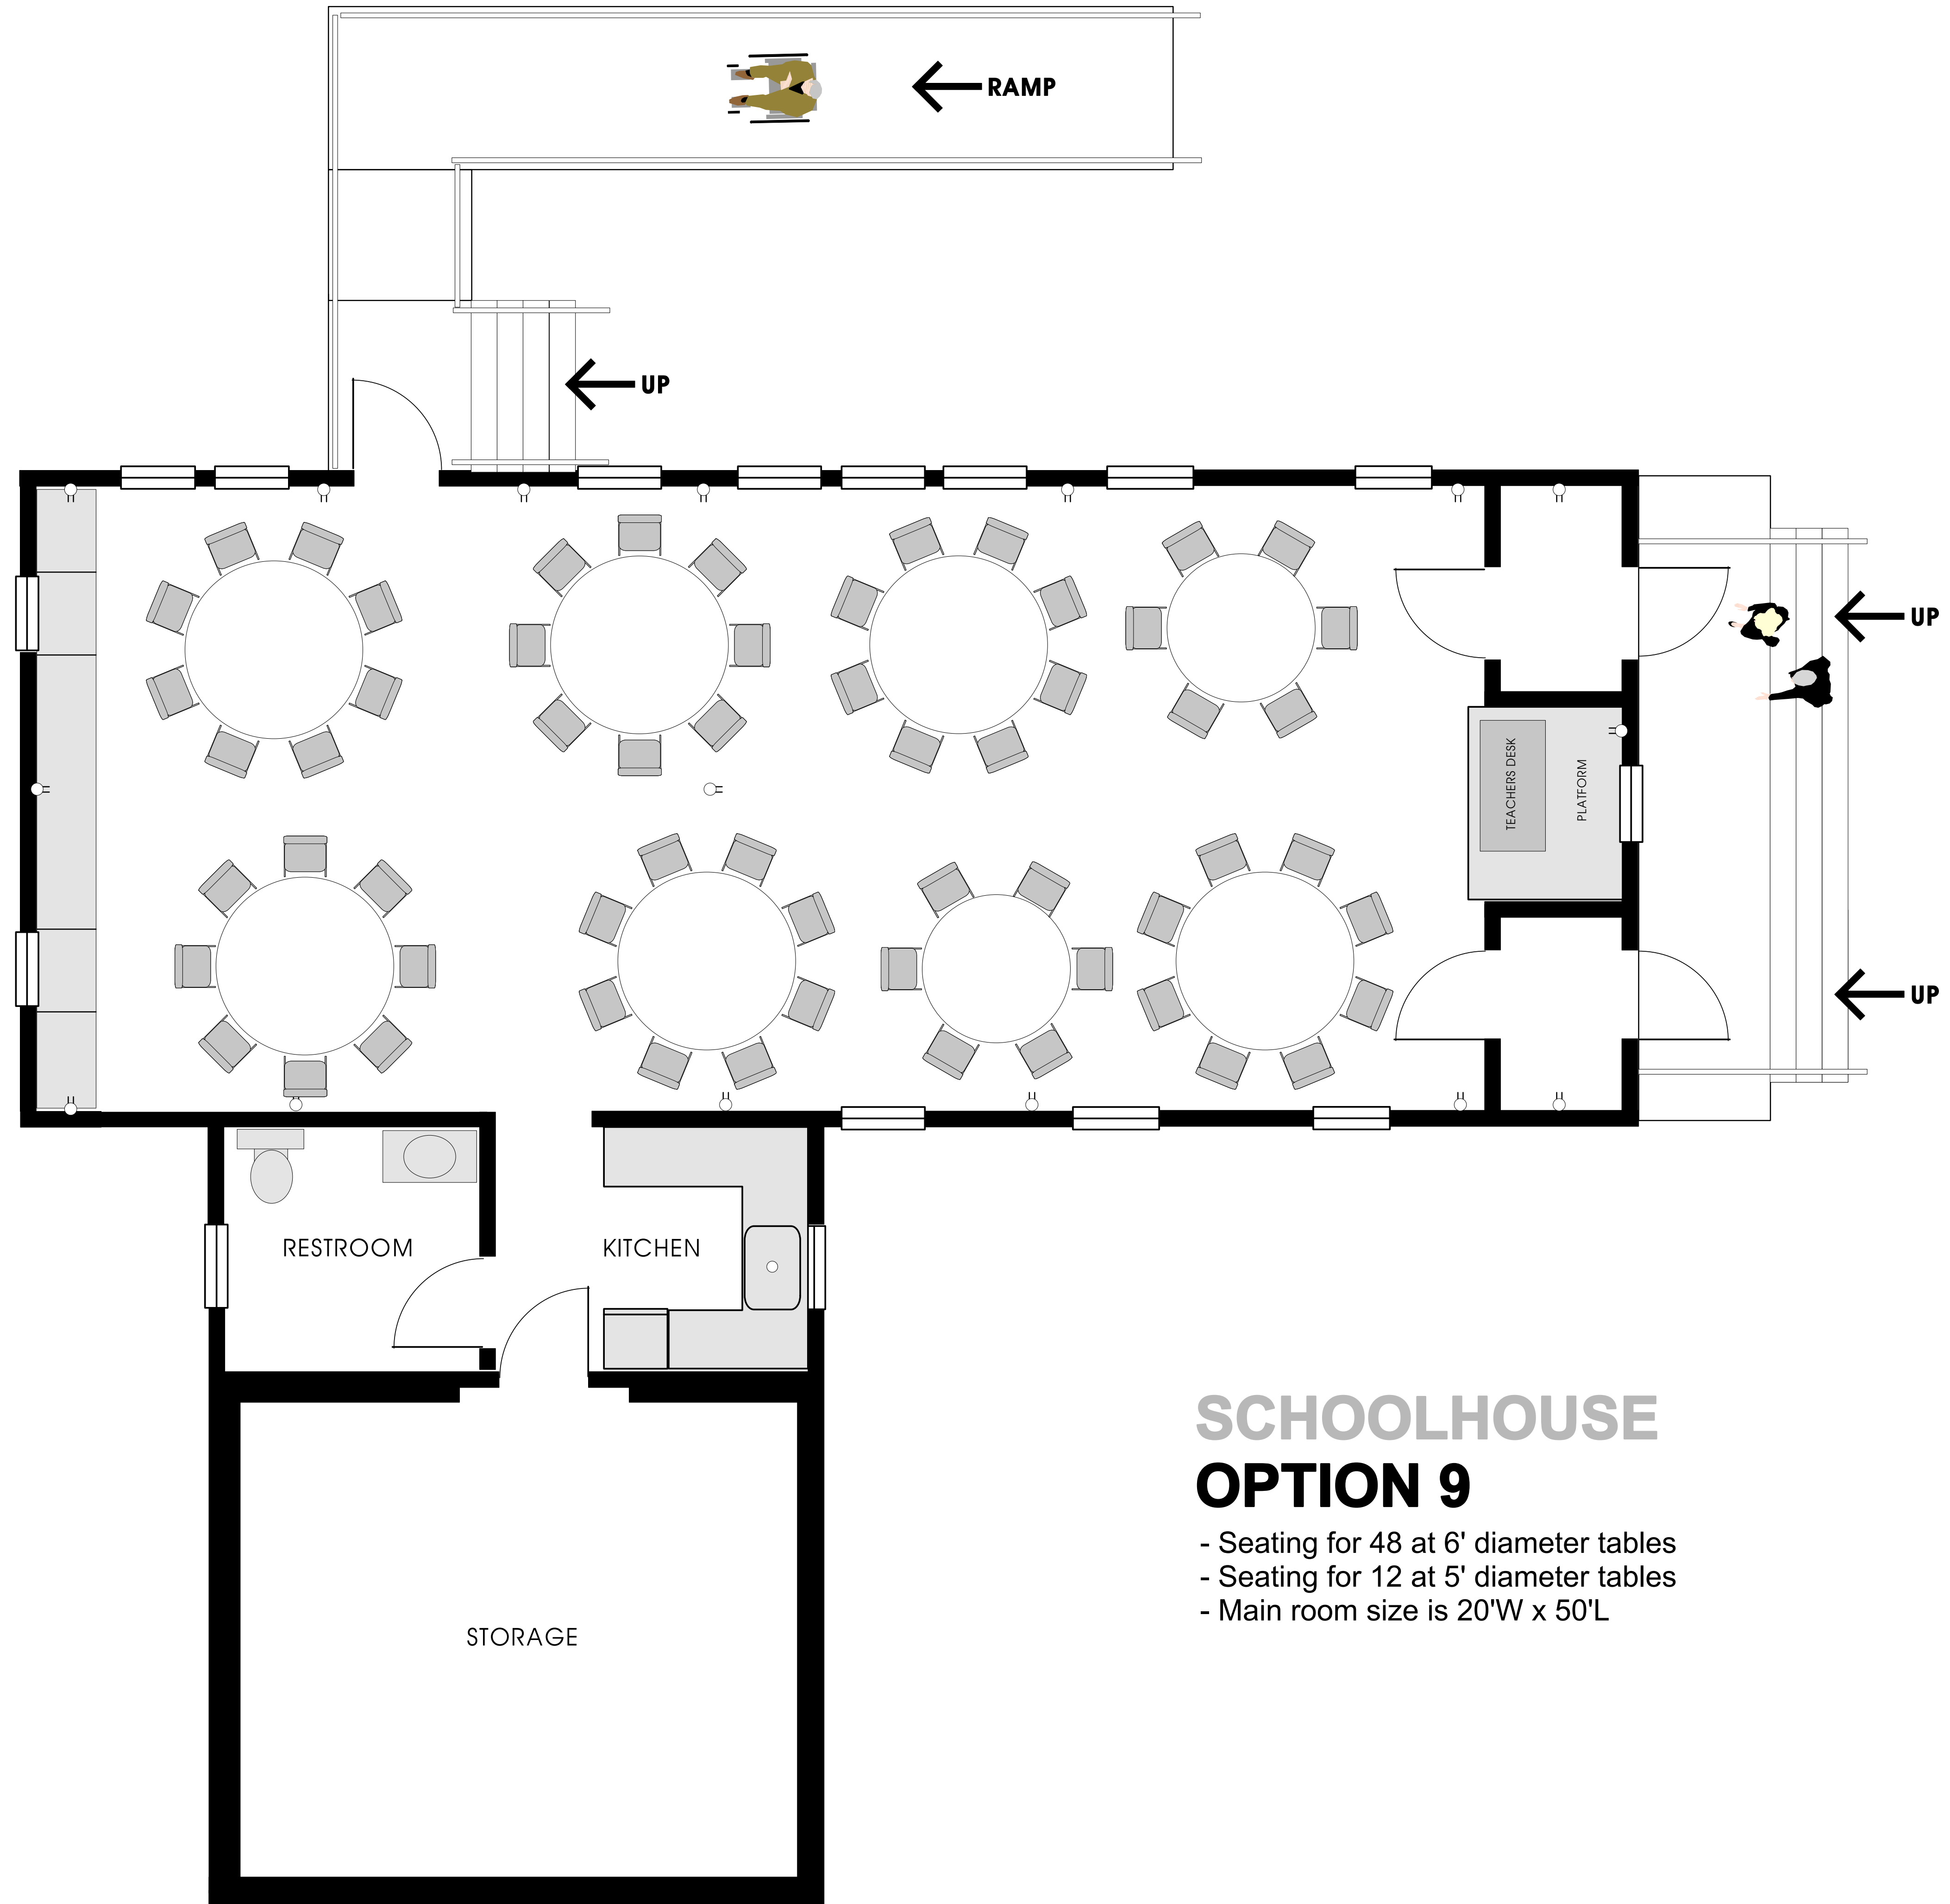 RAMP
UP
UP
TEACHERS DESK
PLATFORM
UP
RESTROOM
KITCHEN
SCHOOLHOUSE
OPTION 9
- Seating for 48 at 6' diameter tables
- Seating for 12 at 5' diameter tables
- Main room size is 20'W x 50'L
STORAGE